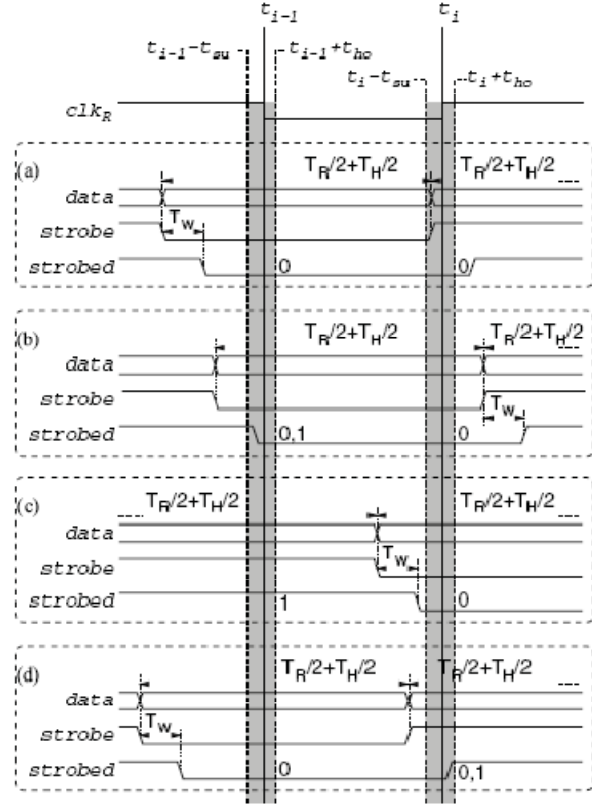 t_{i-1} t_i
t_{i-1}-t_{su} t_{i-1}+t_{ho}
t_i-t_{su} t_i+t_{ho}
clk_R
(a) T_R/2+T_H/2 T_R/2+T_H/2
data
T_W
strobe
strobed 0 0
(b) T_R/2+T_H/2 T_R/2+T_H/2
data
strobe
T_W
strobed 0,1 0
(c) T_R/2+T_H/2 T_R/2+T_H/2
data
T_W
strobe
strobed 1 0
(d) T_R/2+T_H/2 T_R/2+T_H/2
data
T_W
strobe
strobed 0 0,1